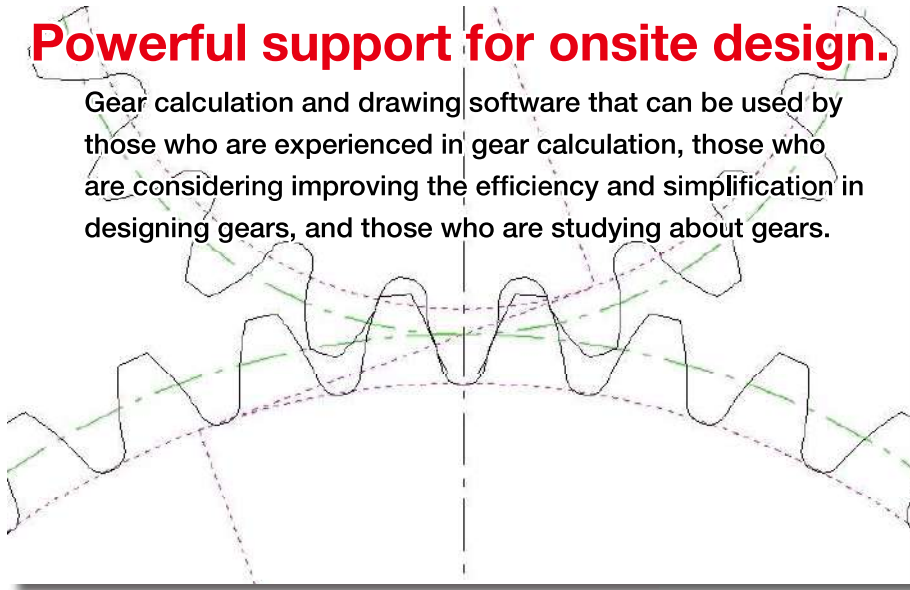 Powerful support for onsite design.
Gear calculation and drawing software that can be used by
those who are experienced in gear calculation, those who
are considering improving the efficiency and simplification in
designing gears, and those who are studying about gears.